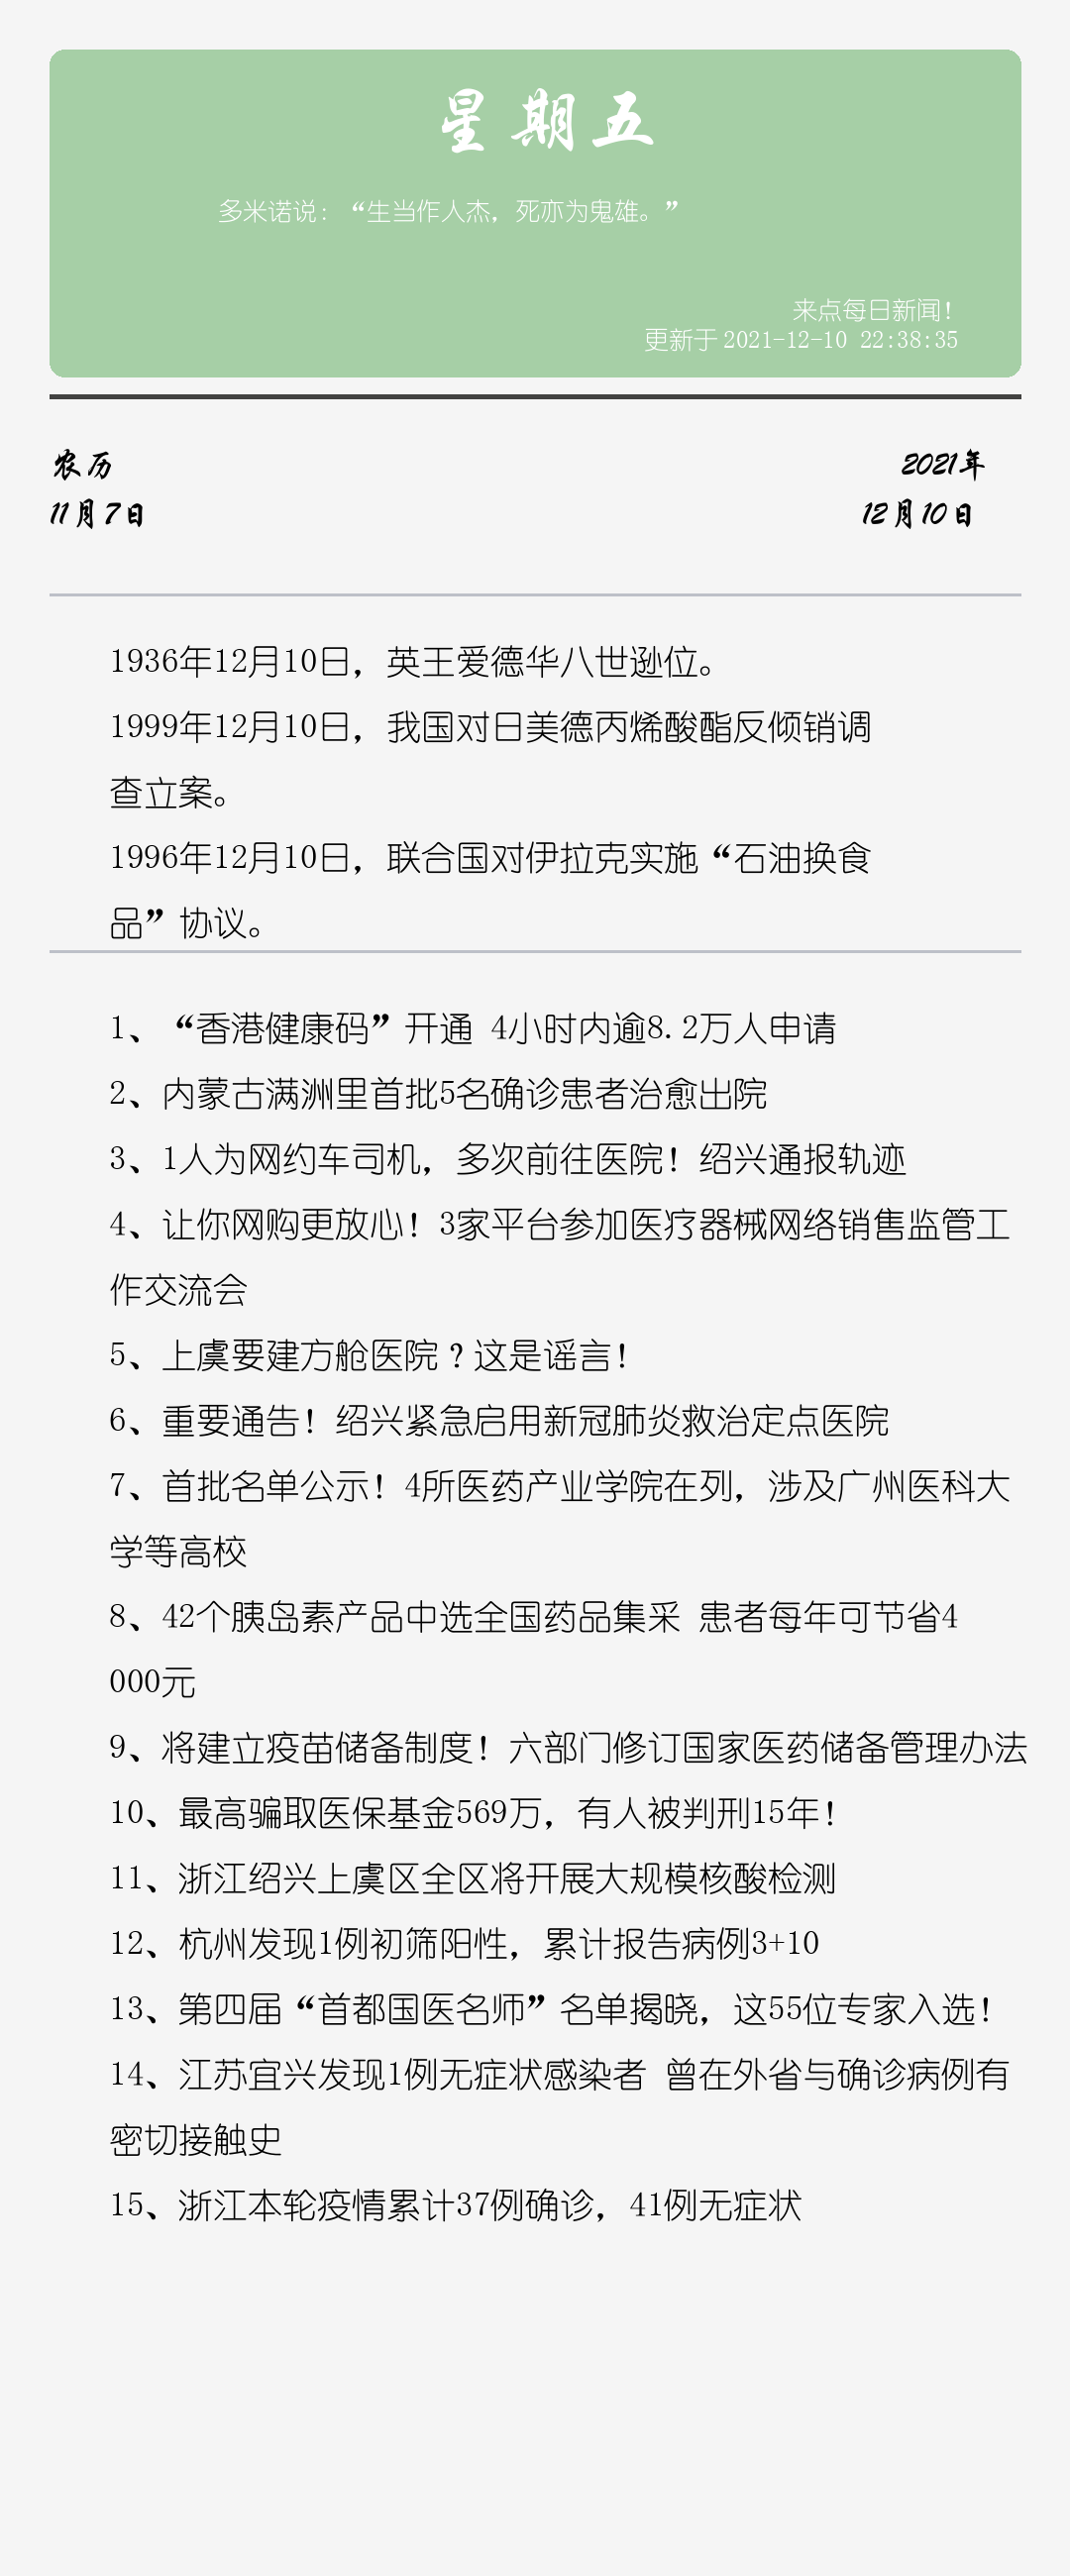 星期五
多米诺说：“生当作人杰，死亦为鬼雄。”
来点每日新闻！
更新于 2021-12-10 22:38:35
农历
2021年
11月7日
12月10日
1936年12月10日，英王爱德华八世逊位。
1999年12月10日，我国对日美德丙烯酸酯反倾销调
查立案。
1996年12月10日，联合国对伊拉克实施“石油换食
品”协议。
1、“香港健康码”开通 4小时内逾8.2万人申请
2、内蒙古满洲里首批5名确诊患者治愈出院
3、1人为网约车司机，多次前往医院！绍兴通报轨迹
4、让你网购更放心！3家平台参加医疗器械网络销售监管工
作交流会
5、上虞要建方舱医院？这是谣言！
6、重要通告！绍兴紧急启用新冠肺炎救治定点医院
7、首批名单公示！4所医药产业学院在列，涉及广州医科大
学等高校
8、42个胰岛素产品中选全国药品集采 患者每年可节省4
000元
9、将建立疫苗储备制度！六部门修订国家医药储备管理办法
10、最高骗取医保基金569万，有人被判刑15年！
11、浙江绍兴上虞区全区将开展大规模核酸检测
12、杭州发现1例初筛阳性，累计报告病例3+10
13、第四届“首都国医名师”名单揭晓，这55位专家入选！
14、江苏宜兴发现1例无症状感染者 曾在外省与确诊病例有
密切接触史
15、浙江本轮疫情累计37例确诊，41例无症状